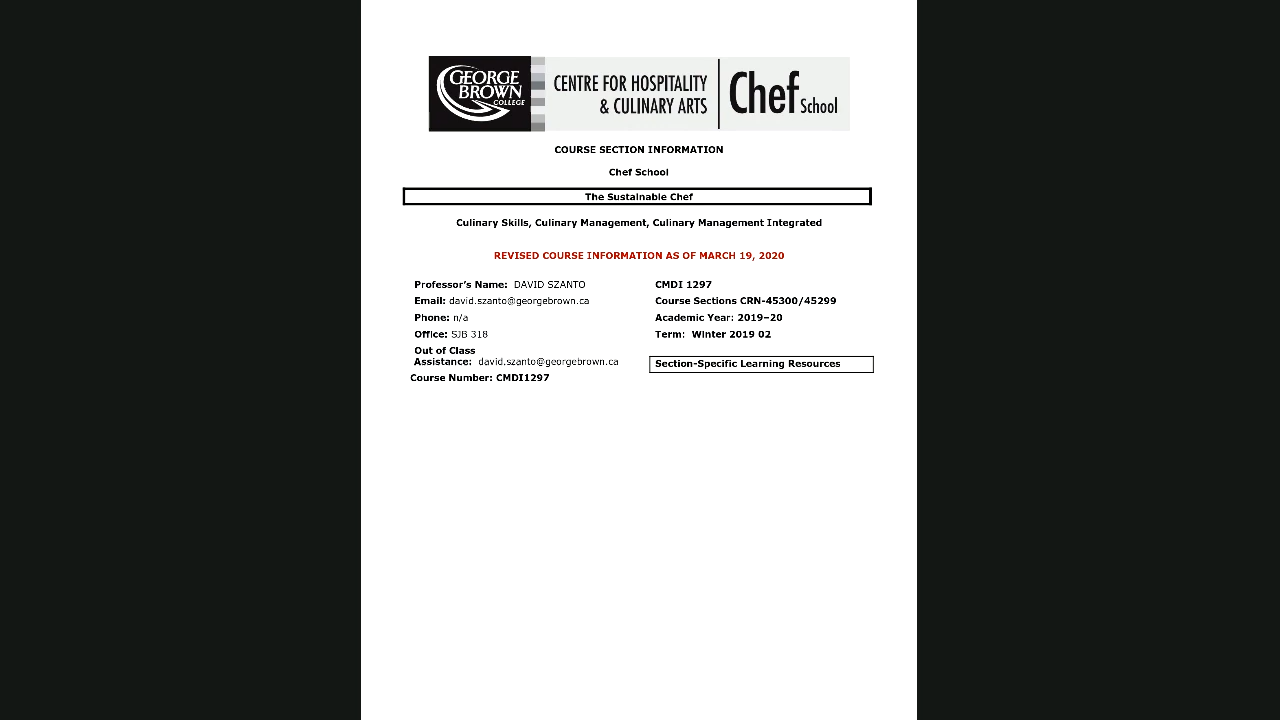 GEORGE
BROWN
COLLEGE
CENTRE FOR HOSPITALITY
& CULINARY ARTS
Chef School
COURSE SECTION INFORMATION
Chef School
The Sustainable Chef
Culinary Skills, Culinary Management, Culinary Management Integrated
REVISED COURSE INFORMATION AS OF MARCH 19, 2020
Professor’s Name: DAVID SZANTO
Email: david.szanto@georgebrown.ca
Phone: n/a
Office: SJB 318
Out of Class
Assistance: david.szanto@georgebrown.ca
Course Number: CMDI1297
CMDI 1297
Course Sections CRN-45300/45299
Academic Year: 2019–20
Term: Winter 2019 02
Section-Specific Learning Resources